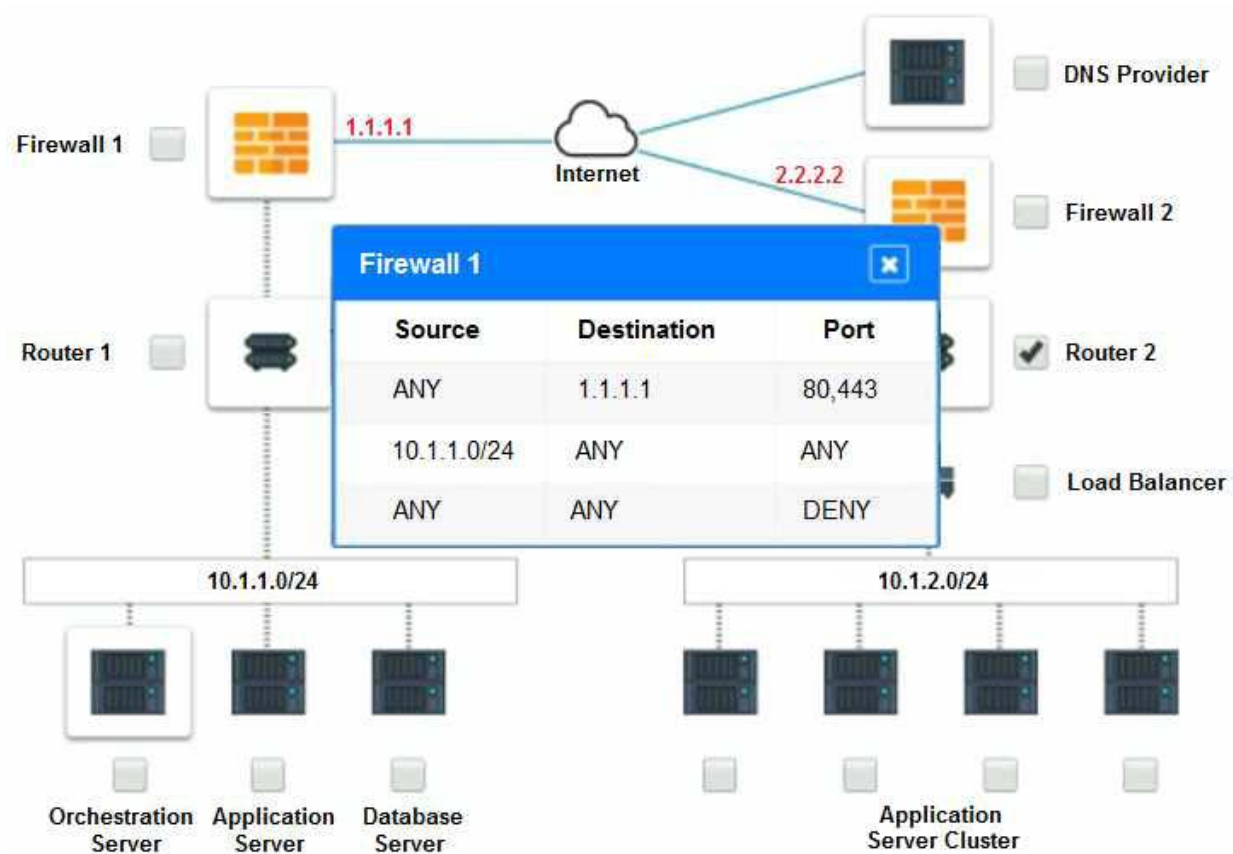 DNS Provider
Firewall 1
1.1.1.1
Internet
2.2.2.2
Firewall 2
Firewall 1
Source Destination Port
ANY 1.1.1.1 80,443
10.1.1.0/24 ANY ANY
ANY ANY DENY
Router 1
Router 2
Load Balancer
10.1.1.0/24
10.1.2.0/24
Orchestration
Server
Application
Server
Database
Server
Application
Server Cluster